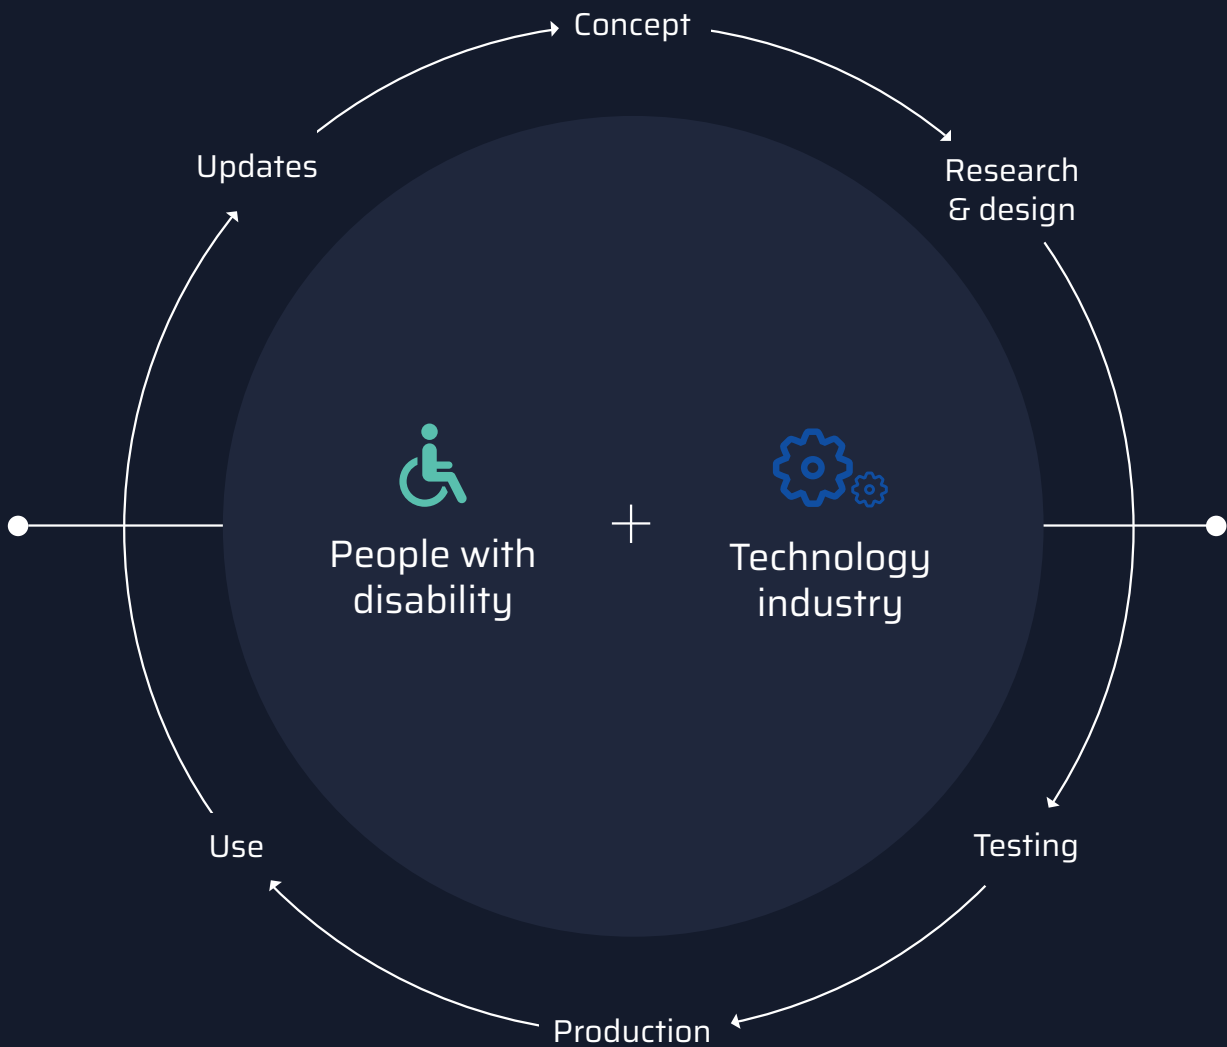 Concept
Updates
Research
& design
People with
disability
Technology
industry
Use
Testing
Production